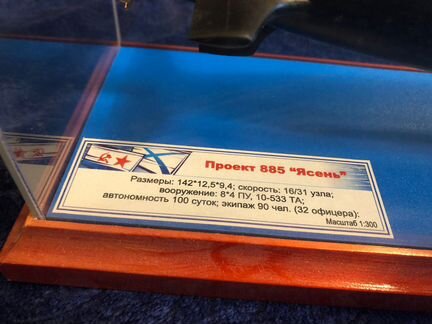 Проект 885 “Ясень”
Размеры: 142*12,5*9,4; скорость: 16/31 узла;
вооружение: 8*4 ПУ, 10-533 ТА;
автономность 100 суток; экипаж 90 чел. (32 офицера):
Масштаб 1:300